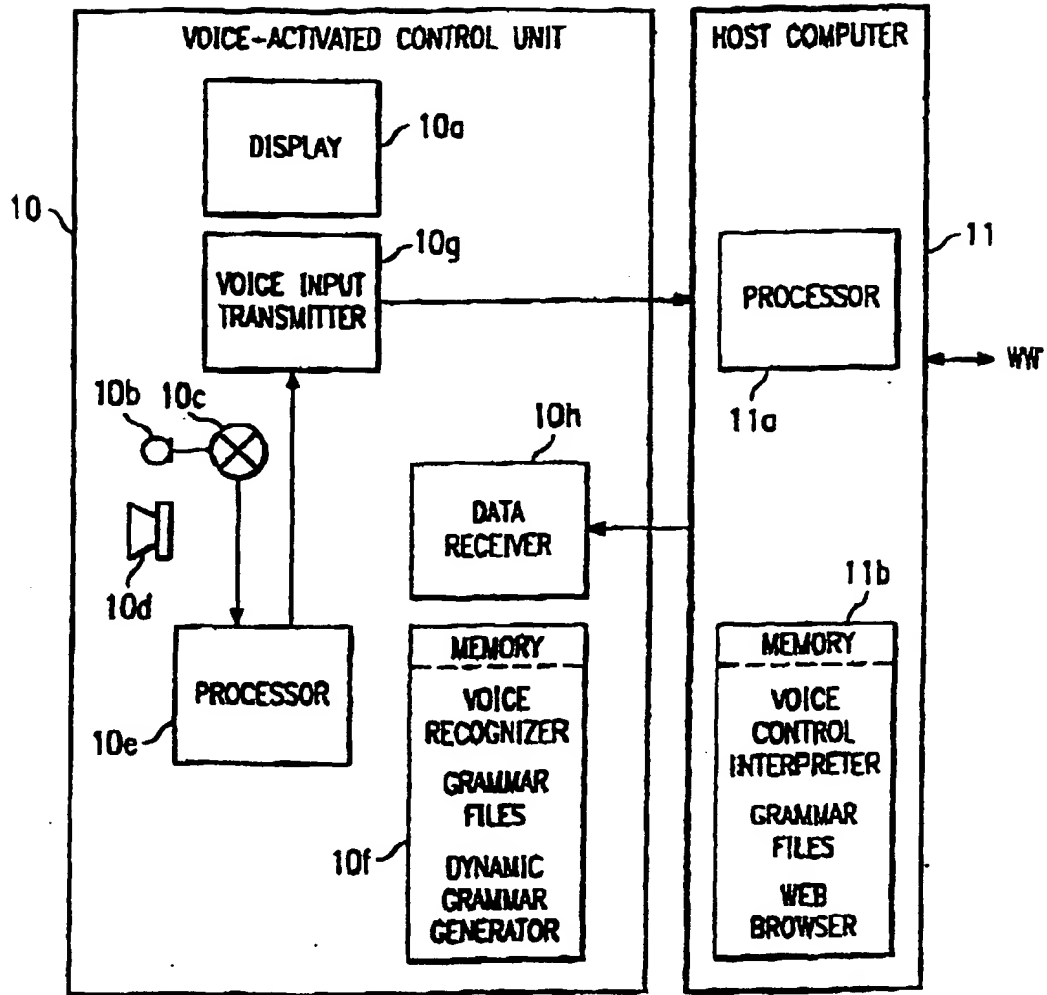 VOICE-ACTIVATED CONTROL UNIT
HOST COMPUTER
DISPLAY
10a
10
VOICE INPUT
TRANSMITTER
10g
PROCESSOR
11
11a
10b
10c
10h
DATA
RECEIVER
10d
PROCESSOR
10e
MEMORY
VOICE
RECOGNIZER
GRAMMAR
FILES
DYNAMIC
GRAMMAR
GENERATOR
10f
11b
MEMORY
VOICE
CONTROL
INTERPRETER
GRAMMAR
FILES
WEB
BROWSER